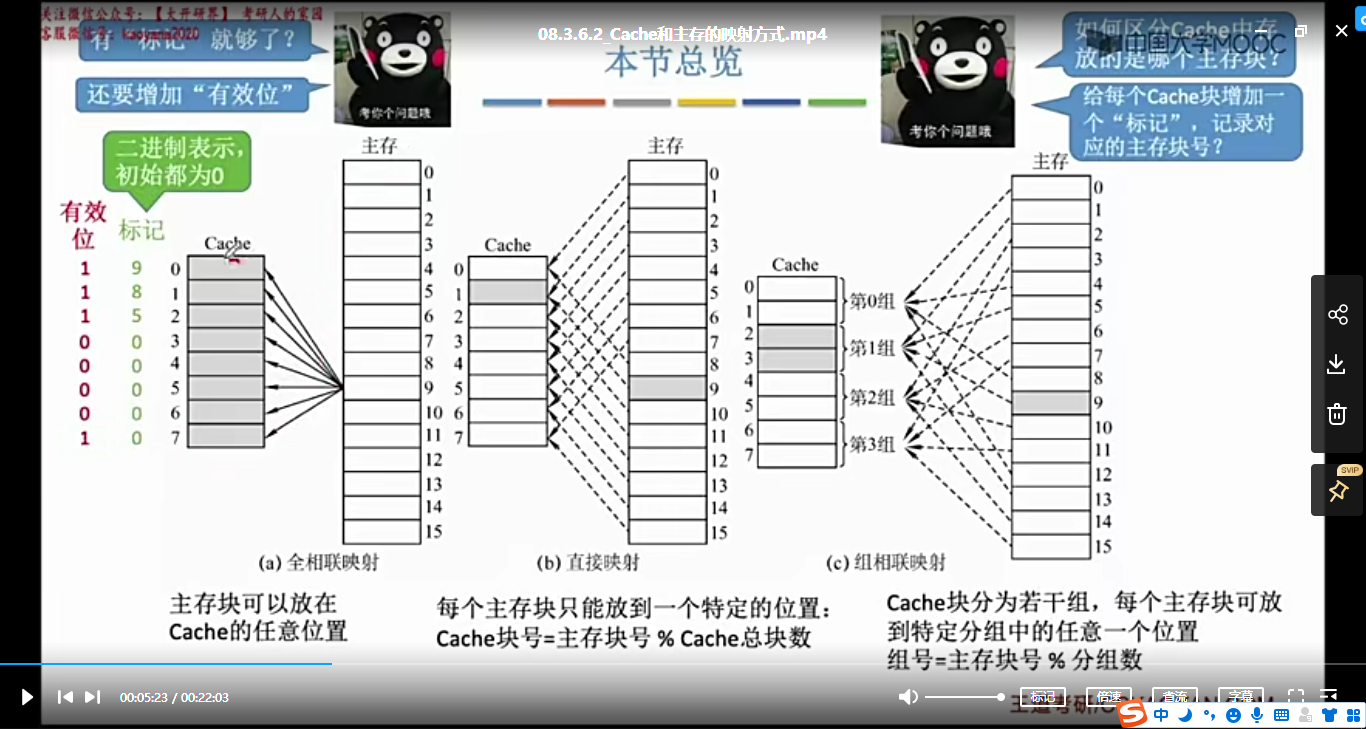 关注微信公众号：【大开研界】 考研人的家园
客服微信号：kaoyang2020
08.3.6.2_Cache和主存的映射方式.mp4
中国大学MOOC
有“标记”就够了？
还要增加“有效位”
考你个问题哦
本节总览
考你个问题哦
如何区分Cache中存
放的是哪个主存块？
给每个Cache块增加一
个“标记”，记录对
应的主存块号？
二进制表示，
初始都为0
有效
位
标记
1 9
1 8
1 5
0 0
0 0
0 0
0 0
1 0
Cache
0
1
2
3
4
5
6
7
主存
0
1
2
3
4
5
6
7
8
9
10
11
12
13
14
15
(a) 全相联映射
主存块可以放在
Cache的任意位置
Cache
0
1
2
3
4
5
6
7
主存
0
1
2
3
4
5
6
7
8
9
10
11
12
13
14
15
(b) 直接映射
每个主存块只能放到一个特定的位置：
Cache块号=主存块号 % Cache总块数
Cache
0
1
2
3
4
5
6
7
第0组
第1组
第2组
第3组
主存
0
1
2
3
4
5
6
7
8
9
10
11
12
13
14
15
(c) 组相联映射
Cache块分为若干组，每个主存块可放
到特定分组中的任意一个位置
组号=主存块号 % 分组数
SVIP
00:05:23 / 00:22:03
标记
倍速
字幕
王道考研
S
中